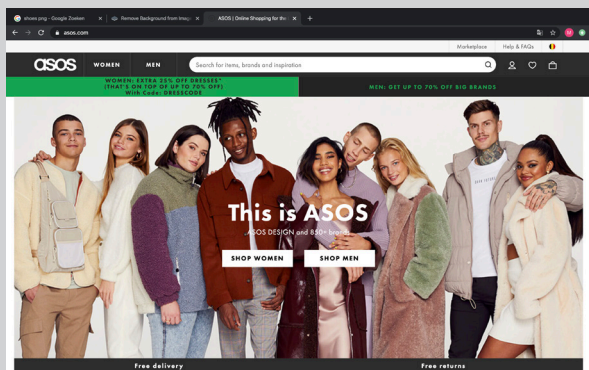 shoes png - Google Zoeken
Remove Background from Imag
ASOS | Online Shopping for the
asos.com
Marketplace Help & FAQs
asos WOMEN MEN Search for items, brands and inspiration
WOMEN: EXTRA 25% OFF DRESSES*
(THAT'S ON TOP OF UP TO 70% OFF)
With Code: DRESSCODE
MEN: GET UP TO 70% OFF BIG BRANDS
This is ASOS
ASOS DESIGN and 850+ brands
SHOP WOMEN SHOP MEN
Free delivery Free returns